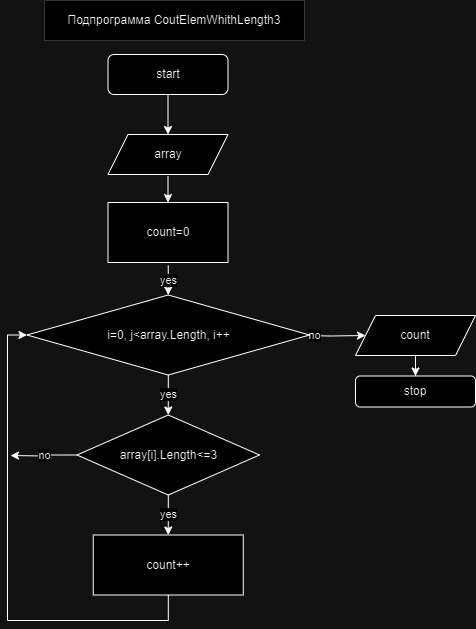 Подпрограмма CoutElemWhithLength3
start
array
count=0
yes
i=0, j<array.Length, i++
no
count
stop
yes
array[i].Length<=3
no
yes
count++